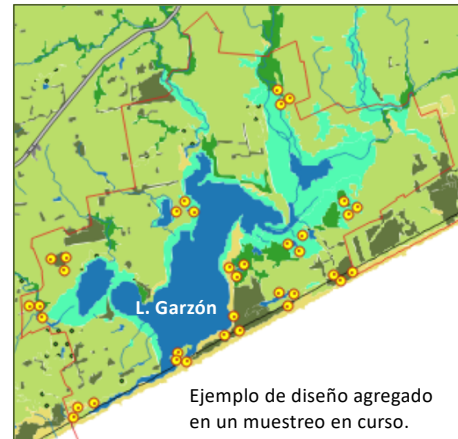 L. Garzón
Ejemplo de diseño agregado
en un muestreo en curso.